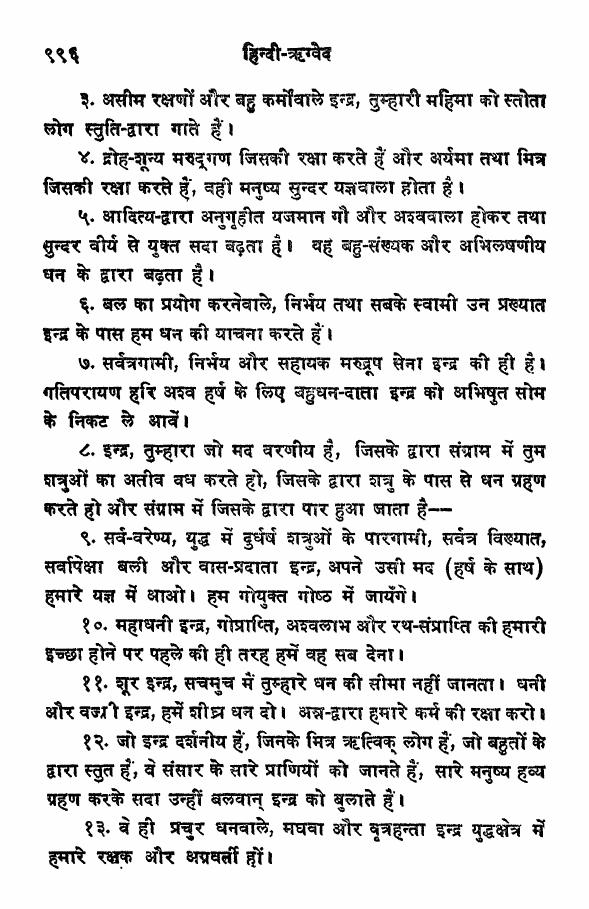 ९९६ हिन्दी-ऋग्वेद
३. असीम रक्षणों और बहु कर्मोंवाले इन्द्र, तुम्हारी महिमा को स्तोता
लोग स्तुति-द्वारा गाते हैं।
४. द्रोह-शून्य मरुद्गण जिसकी रक्षा करते हैं और अर्यमा तथा मित्र
जिसकी रक्षा करते हैं, वही मनुष्य सुन्दर यज्ञवाला होता है।
५. आदित्य-द्वारा अनुगृहीत यजमान गौ और अश्ववाला होकर तथा
सुन्दर वीर्य से युक्त सदा बढ़ता है। वह बहु-संख्यक और अभिलषणीय
धन के द्वारा बढ़ता है।
६. बल का प्रयोग करनेवाले, निर्भय तथा सबके स्वामी उन प्रख्यात
इन्द्र के पास हम धन की याचना करते हैं।
७. सर्वत्रगामी, निर्भय और सहायक मरुद्रूप सेना इन्द्र की ही है।
गतिपरायण हरि अश्व हर्ष के लिए बहुधन-दाता इन्द्र को अभिषुत सोम
के निकट ले आवें।
८. इन्द्र, तुम्हारा जो मद वरणीय है, जिसके द्वारा संग्राम में तुम
शत्रुओं का अतीव वध करते हो, जिसके द्वारा शत्रु के पास से धन ग्रहण
करते हो और संग्राम में जिसके द्वारा पार हुआ जाता है--
९. सर्व-वरेण्य, युद्ध में दुर्धर्ष शत्रुओं के पारगामी, सर्वत्र विख्यात,
सर्वापेक्षा बली और वास-प्रदाता इन्द्र, अपने उसी मद (हर्ष के साथ)
हमारे यज्ञ में आओ। हम गोयुक्त गोष्ठ में जायँगे।
१०. महाधनी इन्द्र, गोप्राप्ति, अश्वलाभ और रथ-संप्राप्ति की हमारी
इच्छा होने पर पहले की ही तरह हमें वह सब देना।
११. शूर इन्द्र, सचमुच में तुम्हारे धन की सीमा नहीं जानता। धनी
और वज्री इन्द्र, हमें शीघ्र धन दो। अन्न-द्वारा हमारे कर्म की रक्षा करो।
१२. जो इन्द्र दर्शनीय हैं, जिनके मित्र ऋत्विक् लोग हैं, जो बहुतों के
द्वारा स्तुत हैं, वे संसार के सारे प्राणियों को जानते हैं, सारे मनुष्य हव्य
ग्रहण करके सदा उन्हीं बलवान् इन्द्र को बुलाते हैं।
१३. वे ही प्रचुर धनवाले, मघवा और वृत्रहन्ता इन्द्र युद्धक्षेत्र में
हमारे रक्षक और अग्रवर्ती हों।